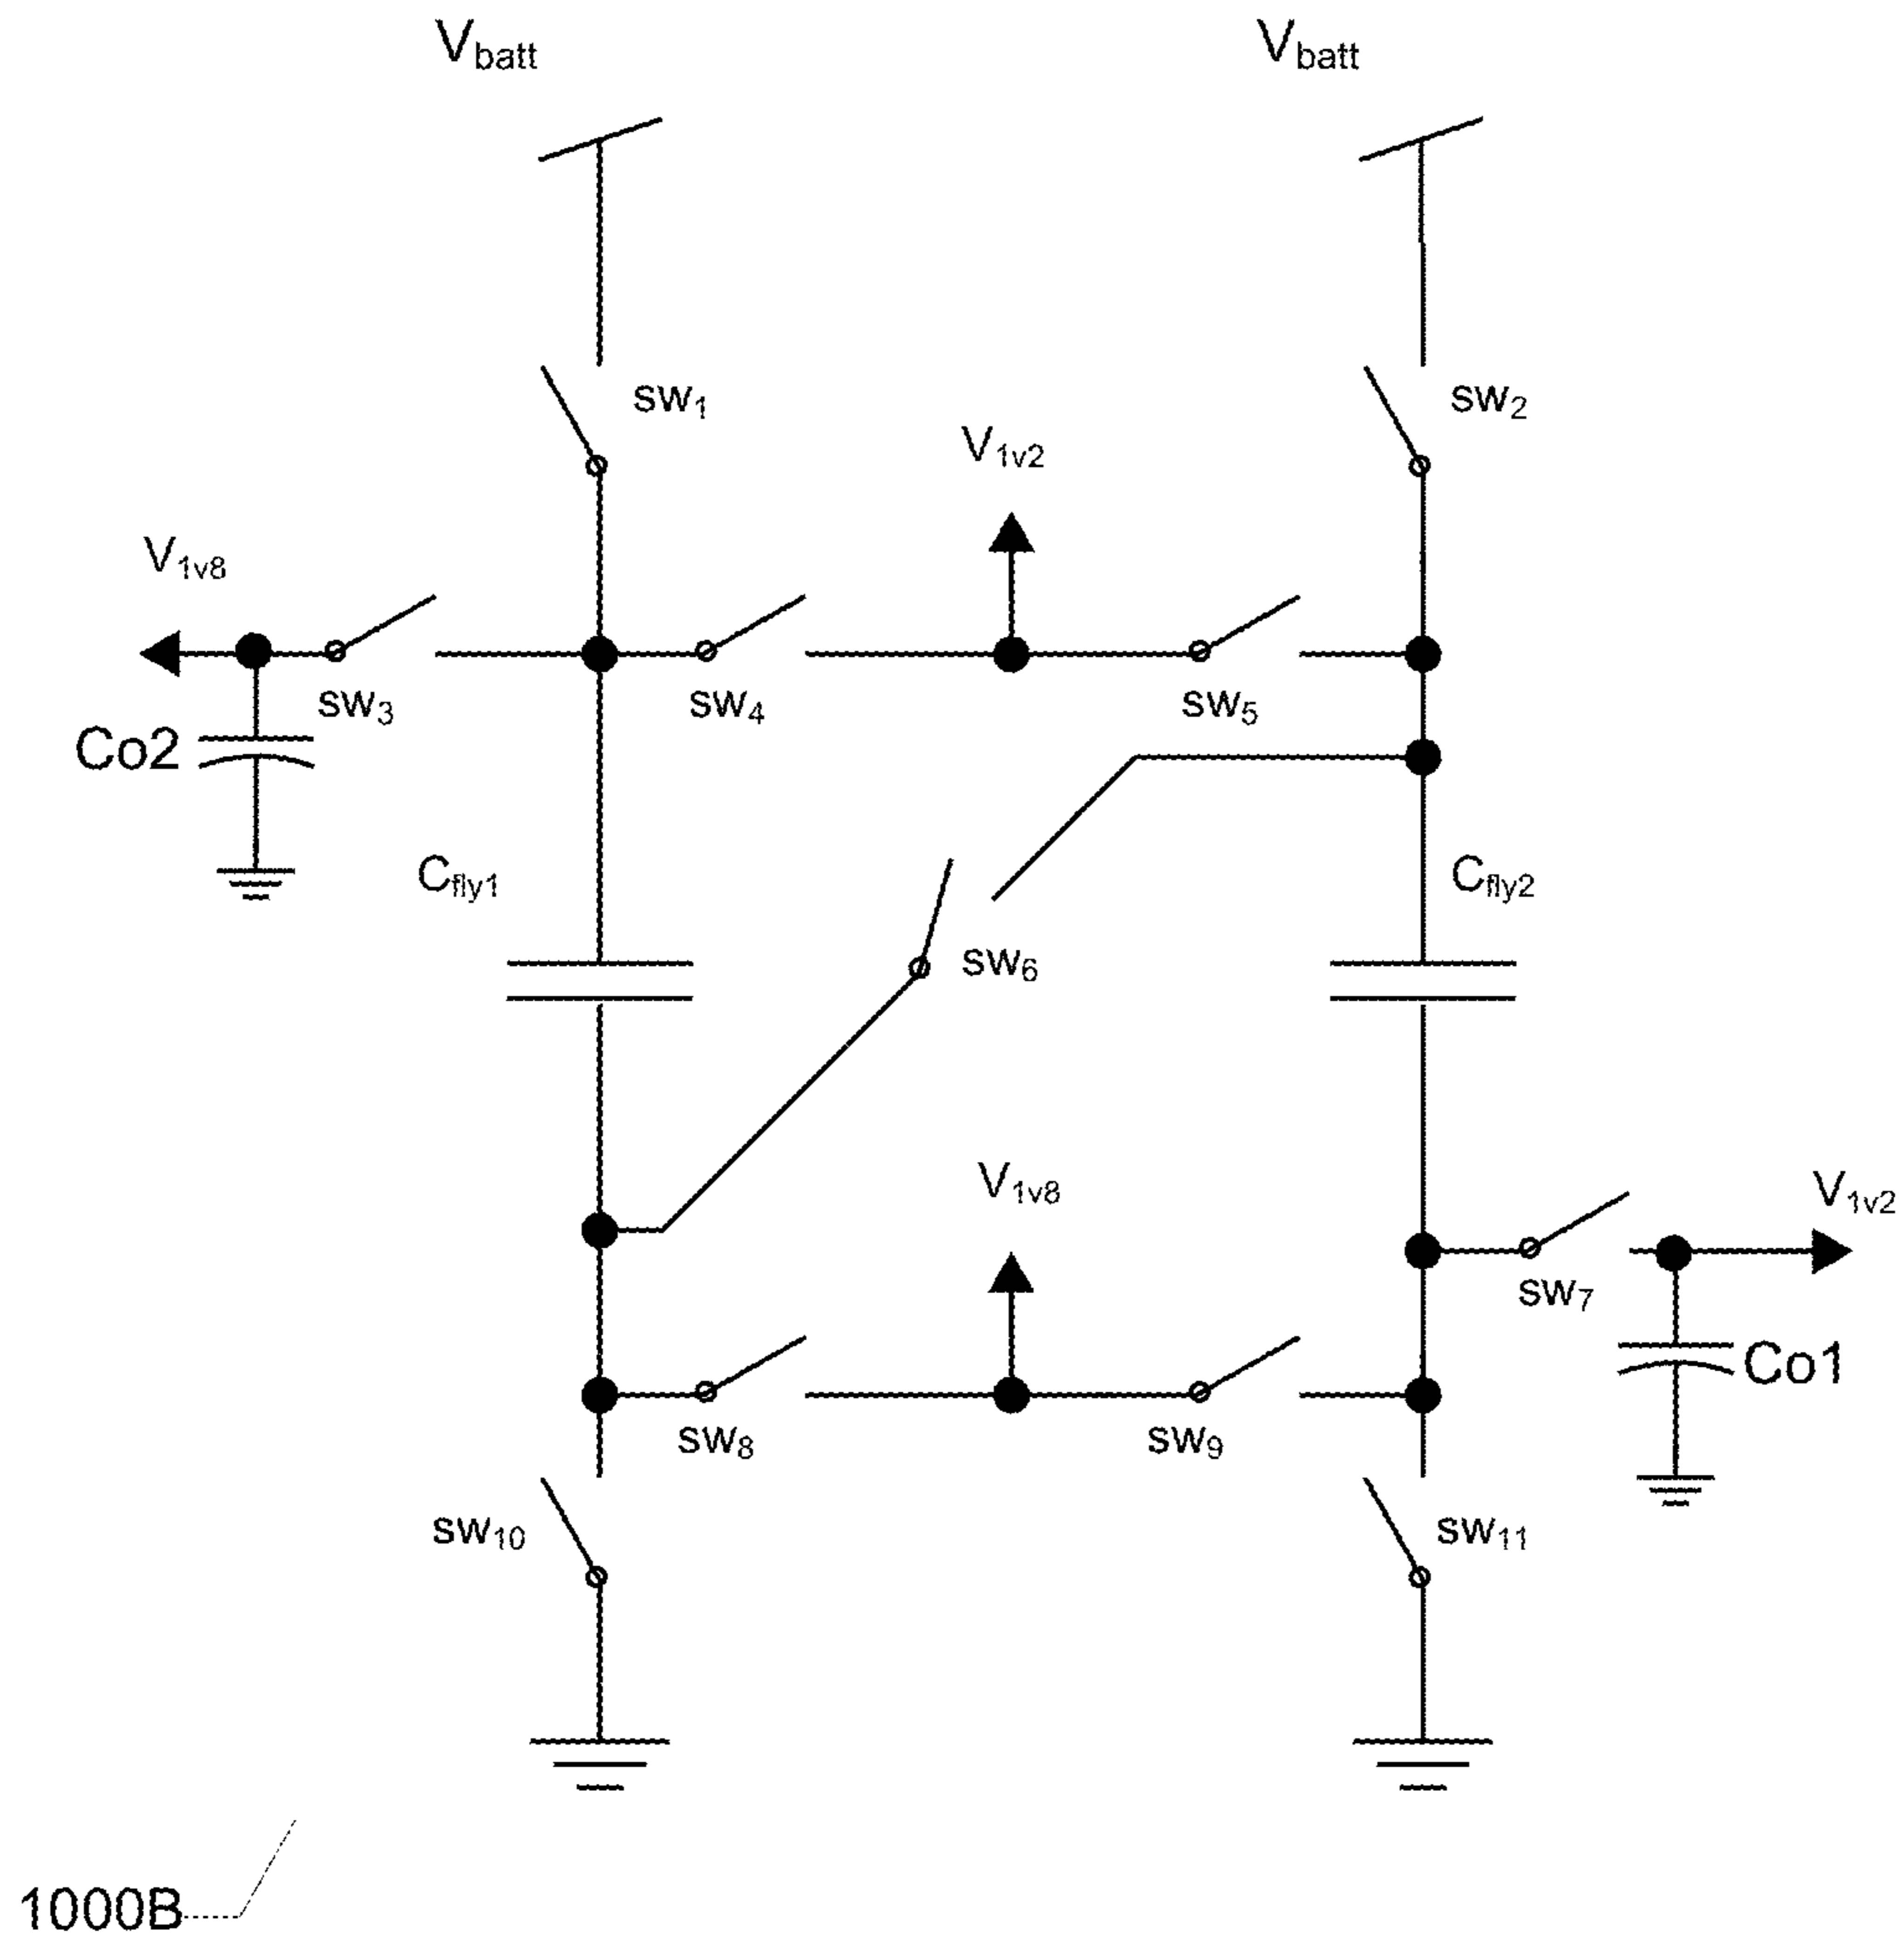 Vbatt Vbatt
sw1 sw2
V1v2
V1v8
sw3 sw4 sw5
Co2
Cfly1 Cfly2
sw6
V1v8 V1v2
sw7
Co1
sw8 sw9
sw10 sw11
1000B